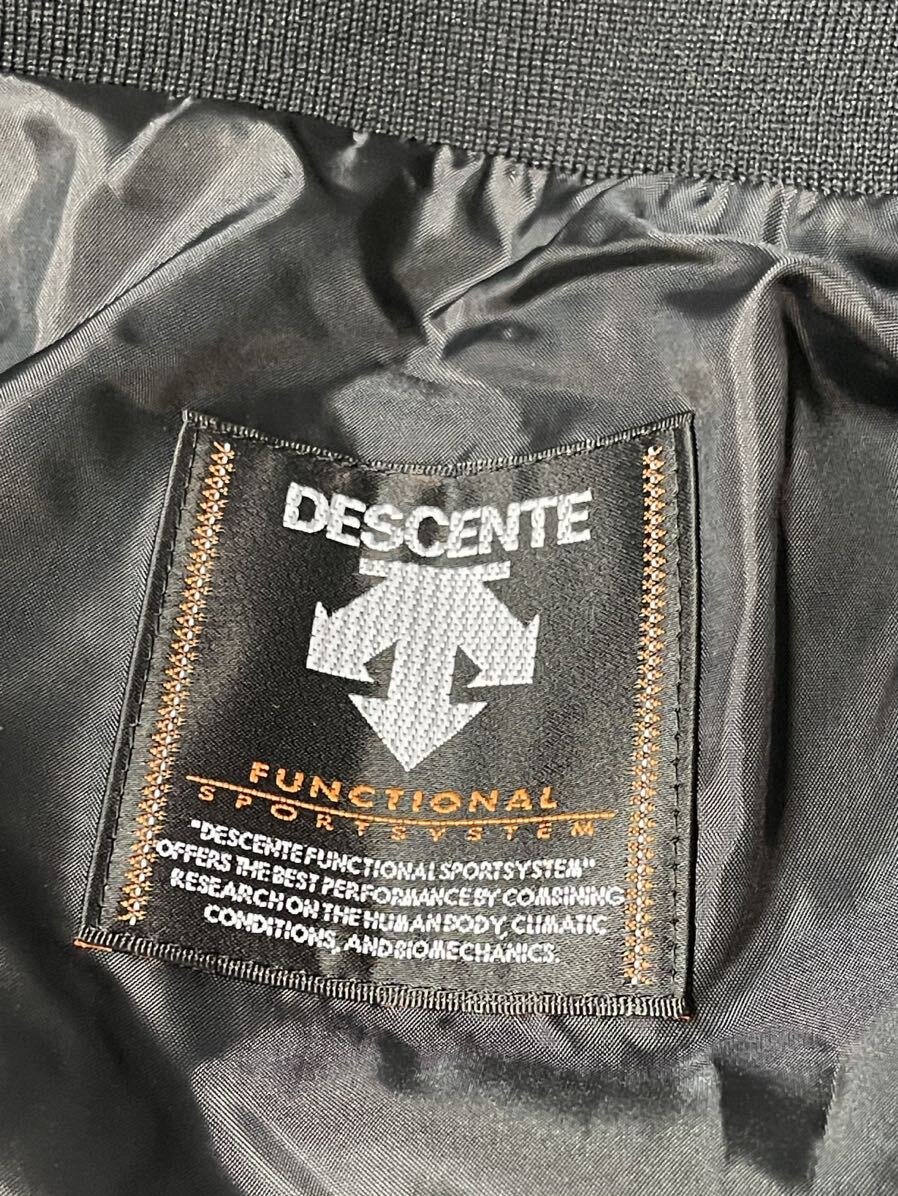 DESCENTE
FUNCTIONAL
SPORTSYSTEM
"DESCENTE FUNCTIONAL SPORTSYSTEM"
OFFERS THE BEST PERFORMANCE BY COMBINING
RESEARCH ON THE HUMAN BODY, CLIMATIC
CONDITIONS, AND BIOMECHANICS.